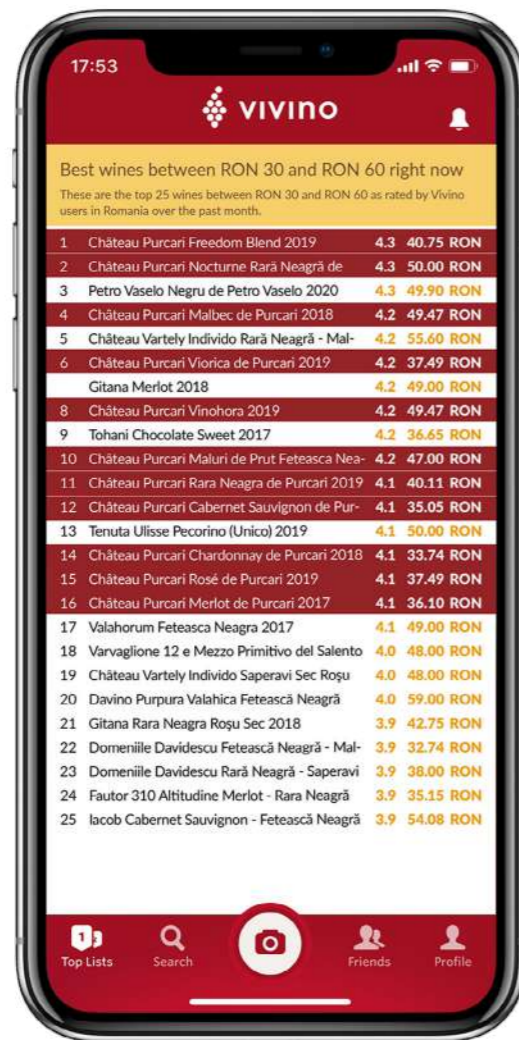 17:53
VIVINO
Best wines between RON 30 and RON 60 right now
These are the top 25 wines between RON 30 and RON 60 as rated by Vivino
users in Romania over the past month.
1 Château Purcari Freedom Blend 2019 4.3 40.75 RON
2 Château Purcari Nocturne Rară Neagră de 4.3 50.00 RON
3 Petro Vaselo Negru de Petro Vaselo 2020 4.3 49.90 RON
4 Château Purcari Malbec de Purcari 2018 4.2 49.47 RON
5 Château Vartely Individo Rară Neagră - Mal- 4.2 55.60 RON
6 Château Purcari Viorica de Purcari 2019 4.2 37.49 RON
Gitana Merlot 2018 4.2 49.00 RON
8 Château Purcari Vinohora 2019 4.2 49.47 RON
9 Tohani Chocolate Sweet 2017 4.2 36.65 RON
10 Château Purcari Maluri de Prut Feteasca Nea- 4.2 47.00 RON
11 Château Purcari Rara Neagra de Purcari 2019 4.1 40.11 RON
12 Château Purcari Cabernet Sauvignon de Pur- 4.1 35.05 RON
13 Tenuta Ulisse Pecorino (Unico) 2019 4.1 50.00 RON
14 Château Purcari Chardonnay de Purcari 2018 4.1 33.74 RON
15 Château Purcari Rosé de Purcari 2019 4.1 37.49 RON
16 Château Purcari Merlot de Purcari 2017 4.1 36.10 RON
17 Valahorum Feteasca Neagra 2017 4.1 49.00 RON
18 Varvaglione 12 e Mezzo Primitivo del Salento 4.0 48.00 RON
19 Château Vartely Individo Saperavi Sec Roşu 4.0 48.00 RON
20 Davino Purpura Valahica Fetească Neagră 4.0 59.00 RON
21 Gitana Rara Neagra Roşu Sec 2018 3.9 42.75 RON
22 Domeniile Davidescu Fetească Neagră - Mal- 3.9 32.74 RON
23 Domeniile Davidescu Rară Neagră - Saperavi 3.9 38.00 RON
24 Fautor 310 Altitudine Merlot - Rara Neagră 3.9 35.15 RON
25 Iacob Cabernet Sauvignon - Fetească Neagră 3.9 54.08 RON
1 3
Top Lists Search Friends Profile